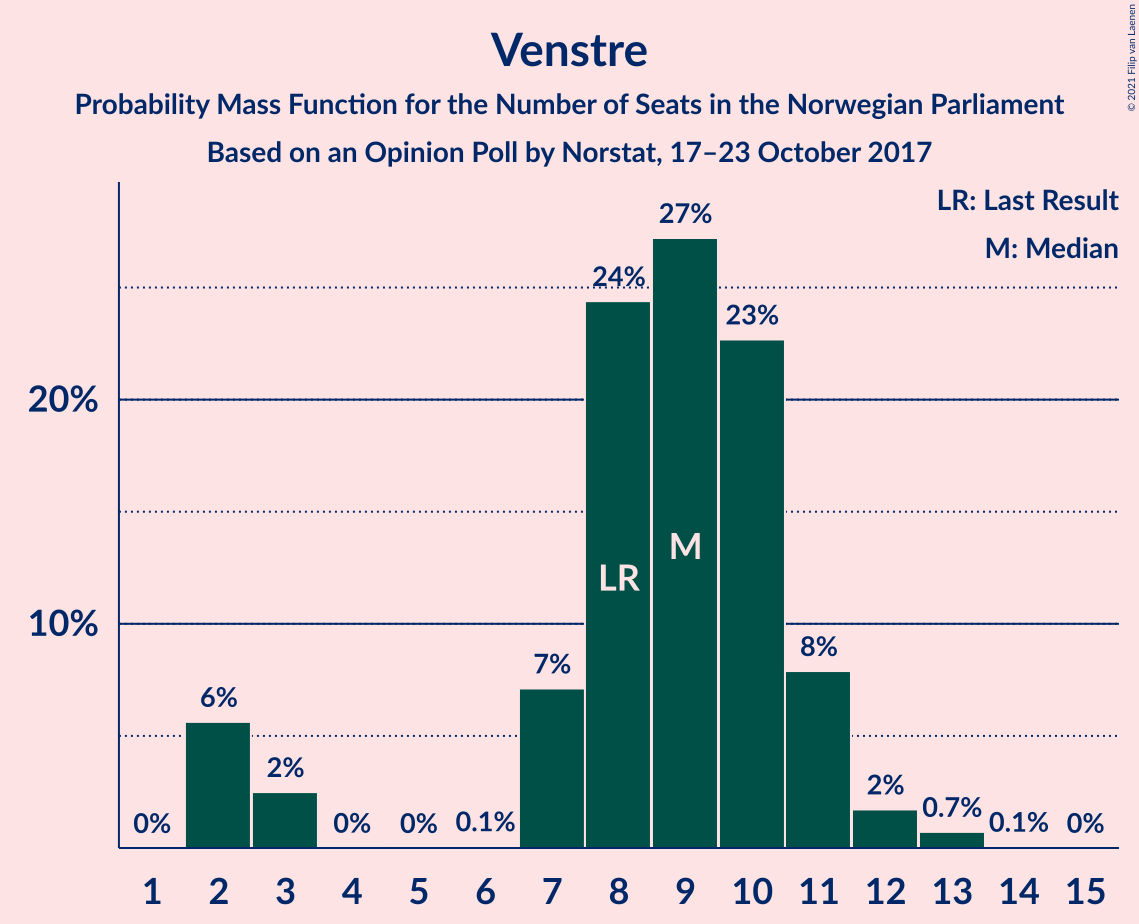 © 2021 Filip van Laenen
Venstre
Probability Mass Function for the Number of Seats in the Norwegian Parliament
Based on an Opinion Poll by Norstat, 17–23 October 2017
LR: Last Result
M: Median
20%
10%
0%
6%
2%
0%
0%
0.1%
7%
24%
27%
23%
8%
2%
0.7%
0.1%
0%
LR
M
1 2 3 4 5 6 7 8 9 10 11 12 13 14 15